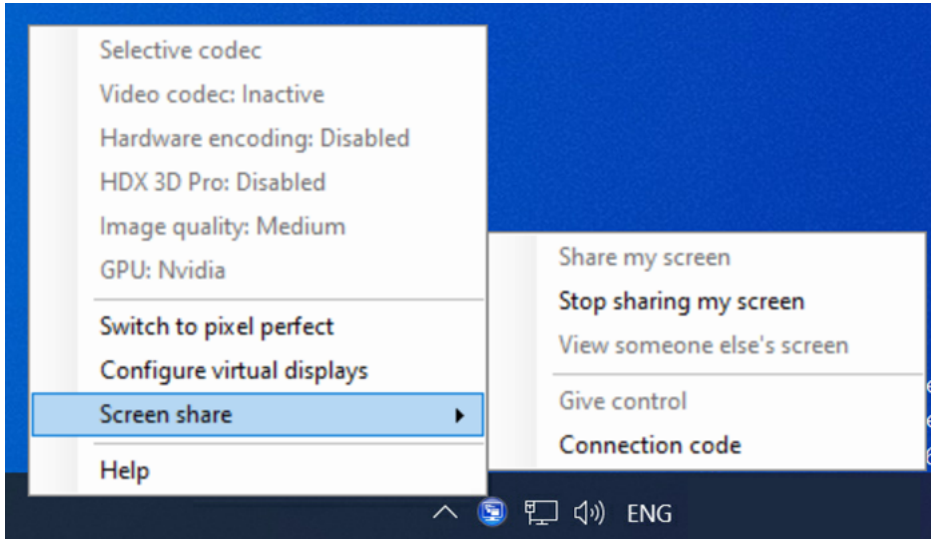 Selective codec
Video codec: Inactive
Hardware encoding: Disabled
HDX 3D Pro: Disabled
Image quality: Medium
GPU: Nvidia
Switch to pixel perfect
Configure virtual displays
Screen share
Help
Share my screen
Stop sharing my screen
View someone else's screen
Give control
Connection code
ENG